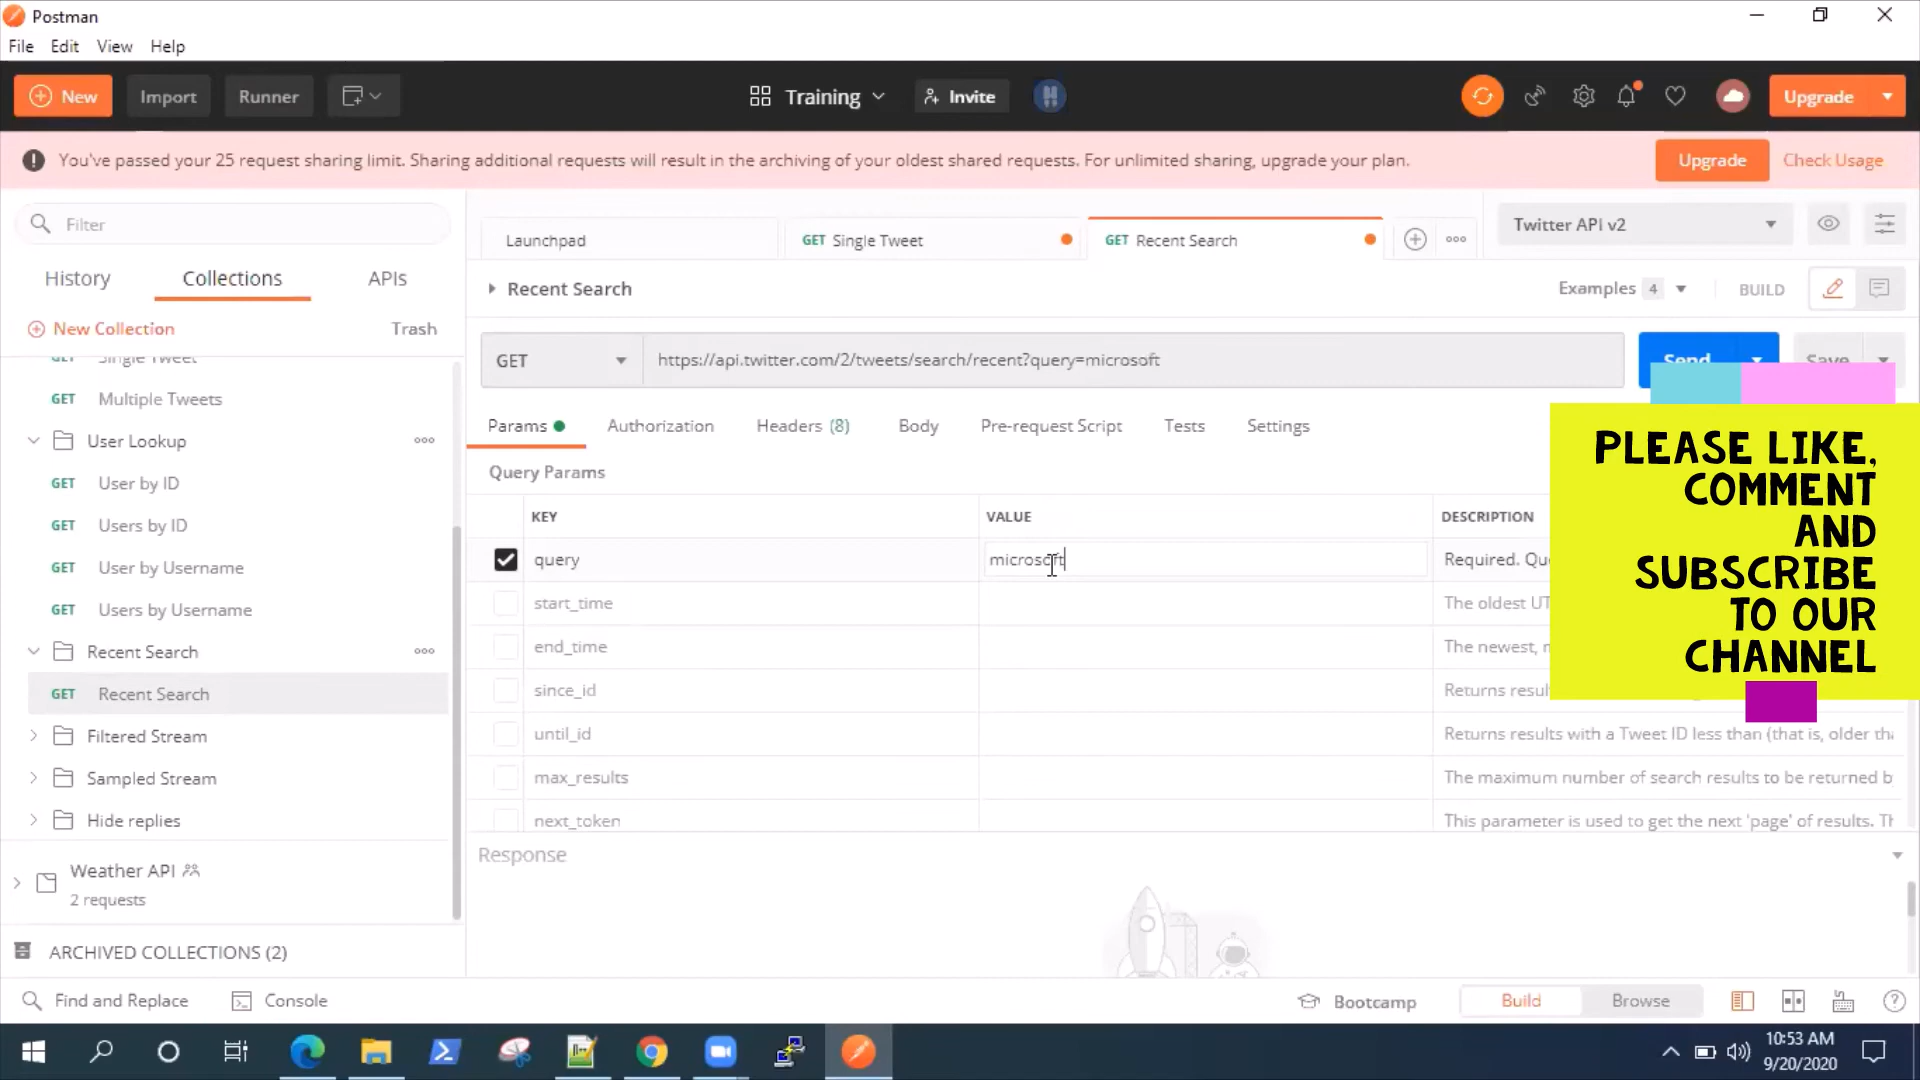 Postman
File Edit View Help
New Import Runner Training Invite Upgrade
You've passed your 25 request sharing limit. Sharing additional requests will result in the archiving of your oldest shared requests. For unlimited sharing, upgrade your plan. Upgrade Check Usage
Filter
Launchpad GET Single Tweet GET Recent Search Twitter API v2
History Collections APIs
Recent Search Examples 4 BUILD
New Collection Trash
GET Single Tweet
GET https://api.twitter.com/2/tweets/search/recent?query=microsoft Send Save
GET Multiple Tweets
Params Authorization Headers (8) Body Pre-request Script Tests Settings
User Lookup
Query Params
GET User by ID
KEY VALUE DESCRIPTION
GET Users by ID
query microsoft Required. Que
GET User by Username
start_time The oldest UT
GET Users by Username
end_time The newest, m
Recent Search
since_id Returns resul
GET Recent Search
until_id Returns results with a Tweet ID less than (that is, older tha
Filtered Stream
max_results The maximum number of search results to be returned by
Sampled Stream
next_token This parameter is used to get the next 'page' of results. Th
Hide replies
PLEASE LIKE,
COMMENT
AND
SUBSCRIBE
TO OUR
CHANNEL
Response
Weather API
2 requests
ARCHIVED COLLECTIONS (2)
Find and Replace Console Bootcamp Build Browse
10:53 AM
9/20/2020